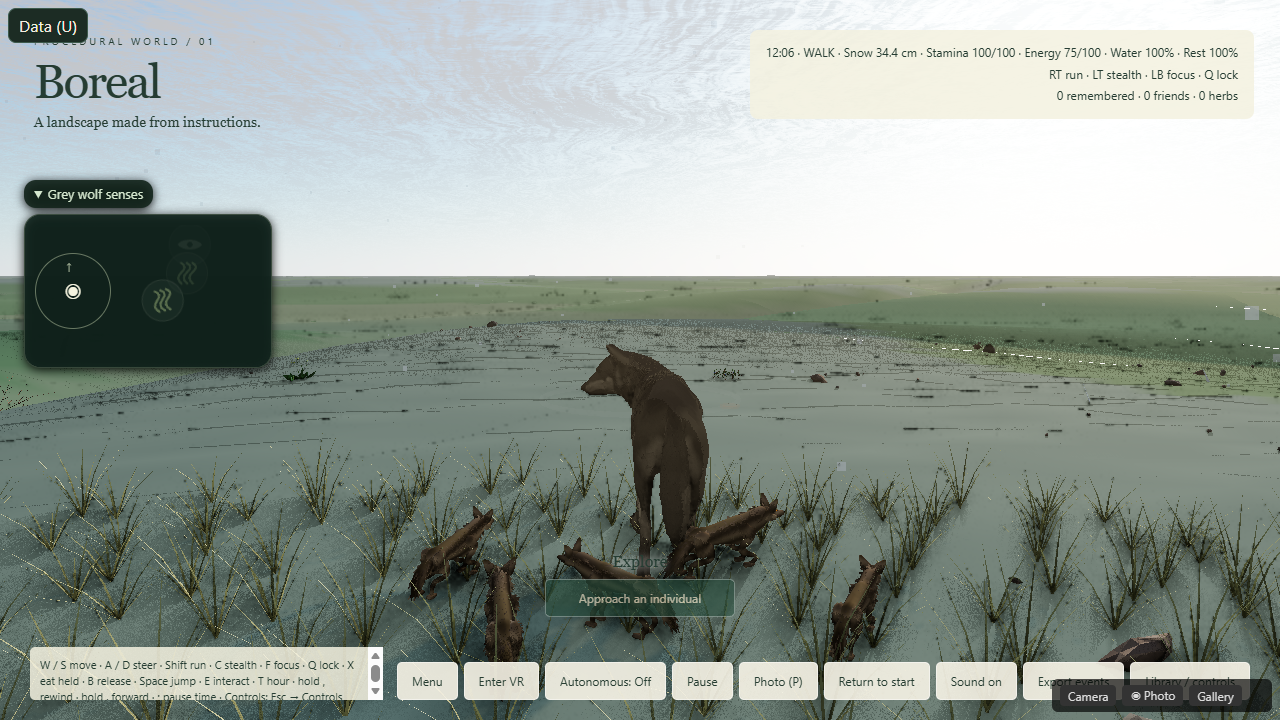 Data (U)
PROCEDURAL WORLD / 01
Boreal
A landscape made from instructions.
12:06 · WALK · Snow 34.4 cm · Stamina 100/100 · Energy 75/100 · Water 100% · Rest 100%
RT run · LT stealth · LB focus · Q lock
0 remembered · 0 friends · 0 herbs
▼ Grey wolf senses
↑
Explore
Approach an individual
W / S move · A / D steer · Shift run · C stealth · F focus · Q lock · X
eat held · B release · Space jump · E interact · T hour · hold ,
rewind · hold . forward · ; pause time · Controls: Esc → Controls
Menu
Enter VR
Autonomous: Off
Pause
Photo (P)
Return to start
Sound on
Export events
Library / controls
Camera
◉ Photo
Gallery